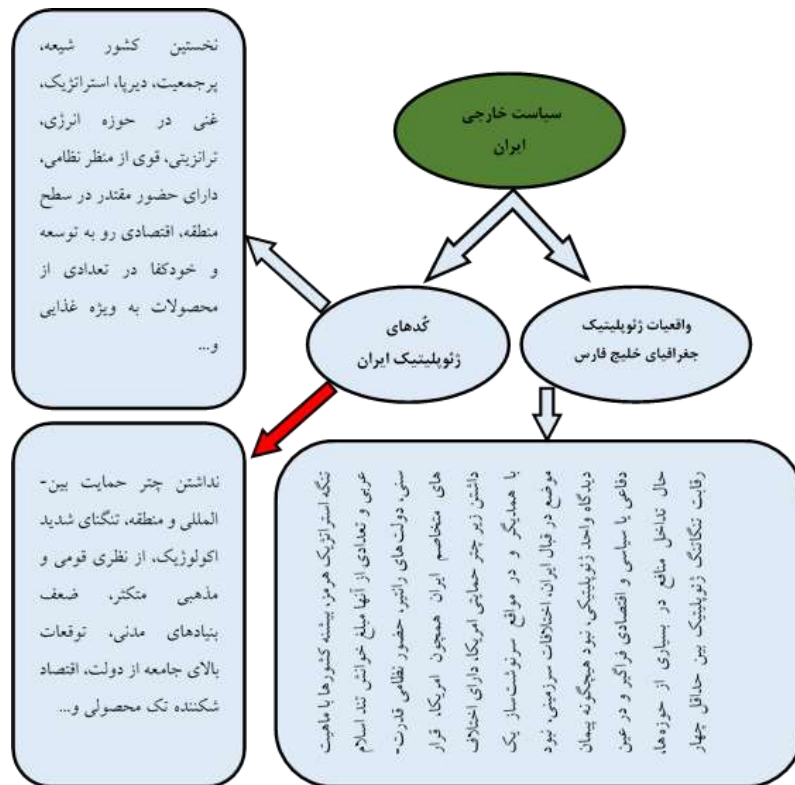 سیاست خارجی
ایران
نخستین کشور شیعه،
پرجمعیت، دیرپا، استراتژیک،
غنی در حوزه انرژی،
ترانزیتی، قوی از منظر نظامی،
دارای حضور مقتدر در سطح
منطقه، اقتصادی رو به توسعه
و خودکفا در تعدادی از
محصولات به ویژه غذایی
و...
واقعیات ژئوپلیتیک
جغرافیای خلیج فارس
کُدهای
ژئوپلیتیک ایران
تنگه استراتژیک هرمز، بیشنه کشورها با ماهیت
عربی و تعدادی از آنها مبلغ خوانش تند اسلام
سنی، دولت‌های رانتیر، حضور نظامی قدرت-
های متخاصم ایران همچون امریکا، قرار
داشتن زیر چتر حمایتی امریکا، دارای اختلاف
با همدیگر و در مواقع سرنوشت‌ساز یک
موضع در قبال ایران، اختلافات سرزمینی، نبود
دیدگاه واحد ژئوپلیتیکی، نبود هیچگونه پیمان
دفاعی یا سیاسی و اقتصادی فراگیر و در عین
حال تداخل منافع در بسیاری از حوزه‌ها،
رقابت تنگاتنگ ژئوپلیتیک بین حداقل چهار
نداشتن چتر حمایت بین-
المللی و منطقه، تنگنای شدید
اکولوژیک، از نظری قومی و
مذهبی متکثر، ضعف
بنیادهای مدنی، توقعات
بالای جامعه از دولت، اقتصاد
شکننده تک محصولی و...